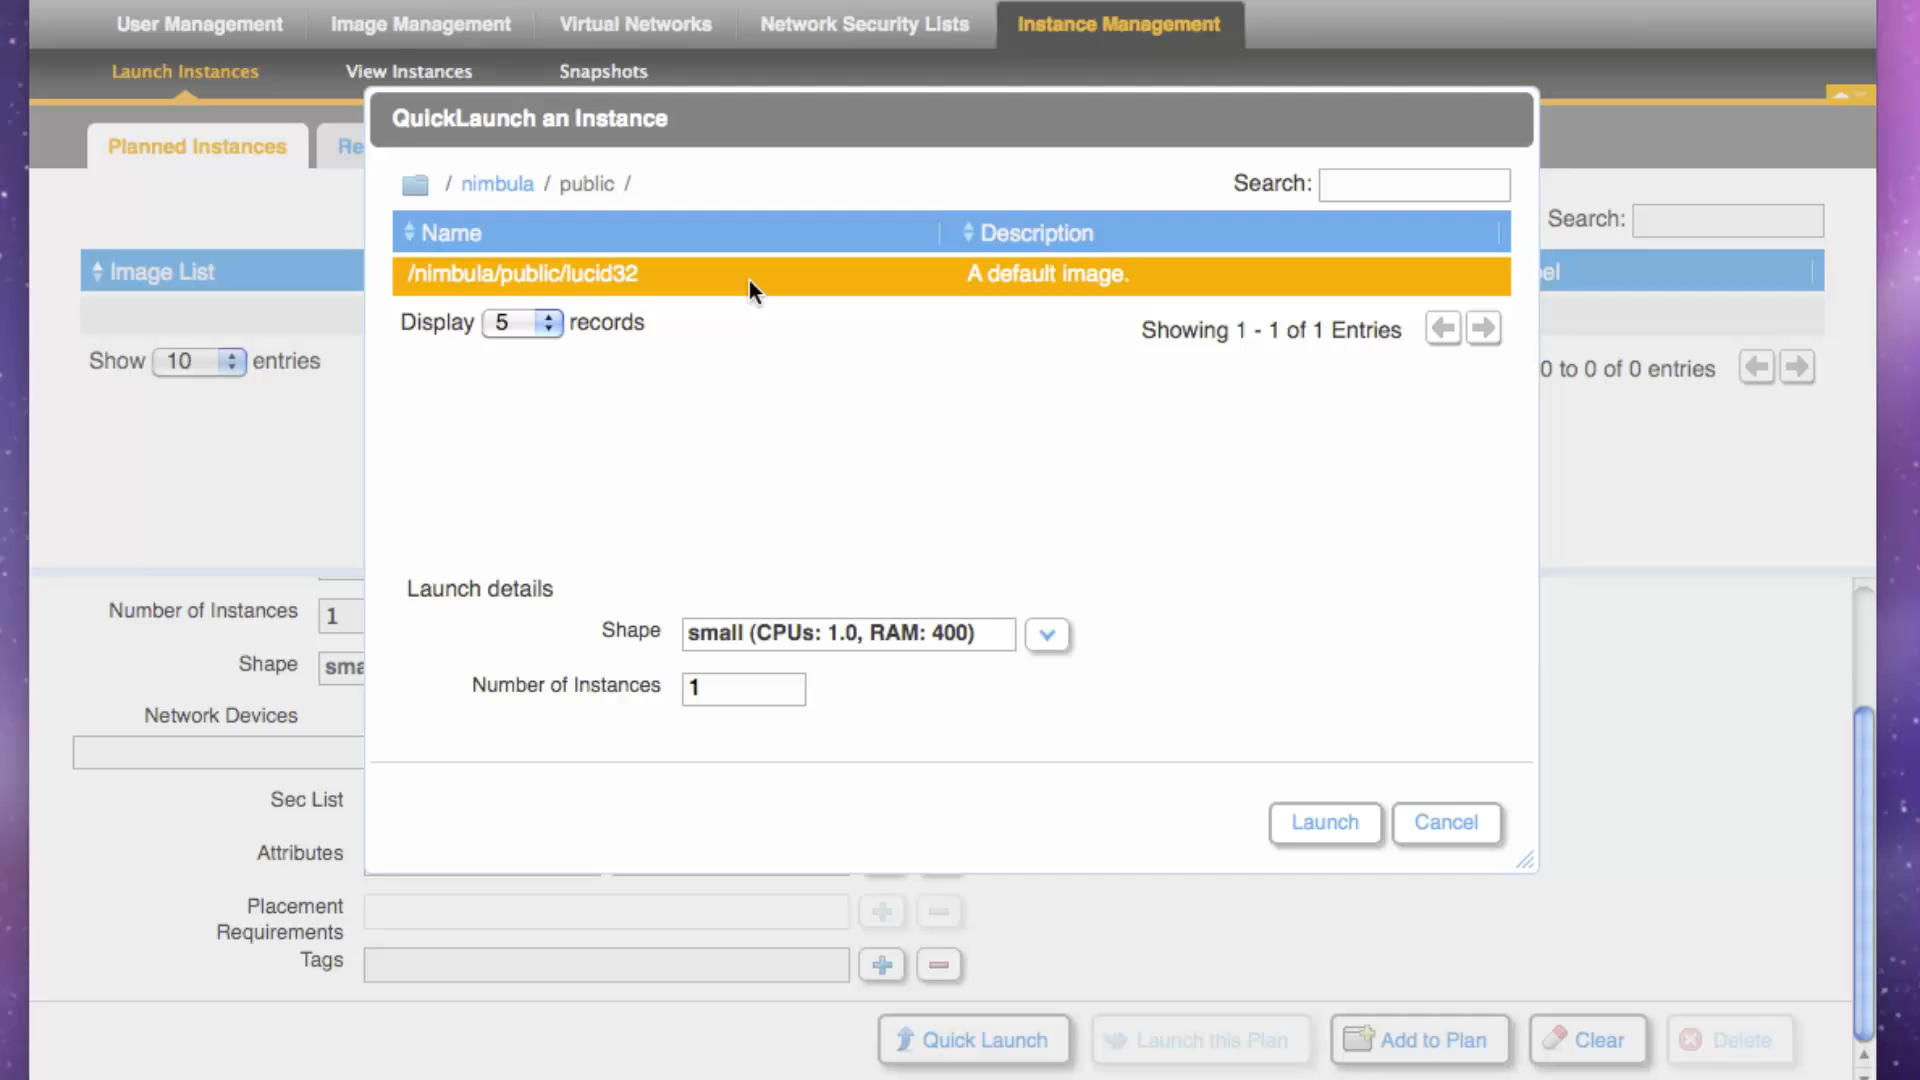 User Management Image Management Virtual Networks Network Security Lists Instance Management
Launch Instances View Instances Snapshots
QuickLaunch an Instance
Planned Instances Re
/ nimbula / public / Search:
Search:
Name Description
Image List el
/nimbula/public/lucid32 A default image.
Display 5 records Showing 1 - 1 of 1 Entries
Show 10 entries 0 to 0 of 0 entries
Launch details
Number of Instances 1
Shape small (CPUs: 1.0, RAM: 400)
Shape sma
Number of Instances 1
Network Devices
Sec List
Launch Cancel
Attributes
Placement
Requirements
Tags
Quick Launch Launch this Plan Add to Plan Clear Delete